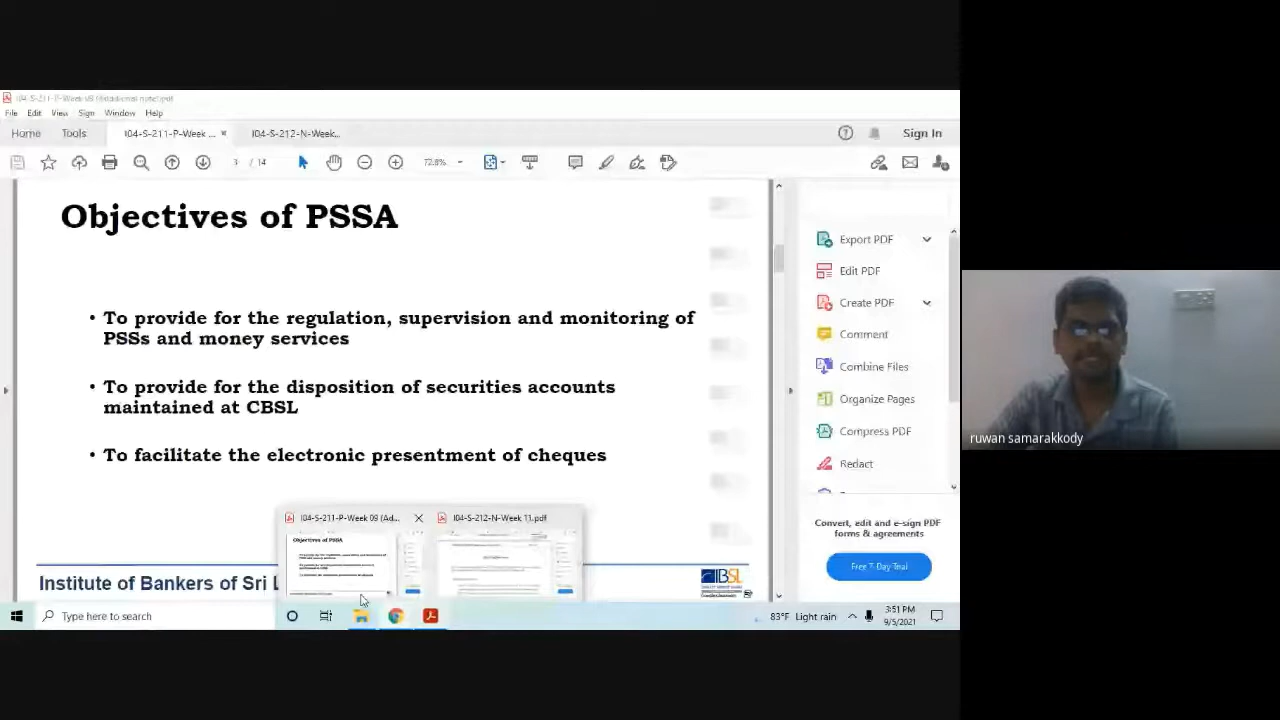 I04-S-211-P-Week 09 (Additional note).pdf
File Edit View Sign Window Help
Home Tools I04-S-211-P-Week ... × I04-S-212-N-Week... Sign In
3 / 14 72.8%
Objectives of PSSA
• To provide for the regulation, supervision and monitoring of
PSSs and money services
• To provide for the disposition of securities accounts
maintained at CBSL
• To facilitate the electronic presentment of cheques
Institute of Bankers of Sri L
IBSL
Export PDF
Edit PDF
Create PDF
Comment
Combine Files
Organize Pages
Compress PDF
Redact
Convert, edit and e-sign PDF
forms & agreements
Free 7-Day Trial
I04-S-211-P-Week 09 (Ad...
I04-S-212-N-Week 11.pdf
Objectives of PSSA
Type here to search
83°F Light rain
3:51 PM
9/5/2021
ruwan samarakkody